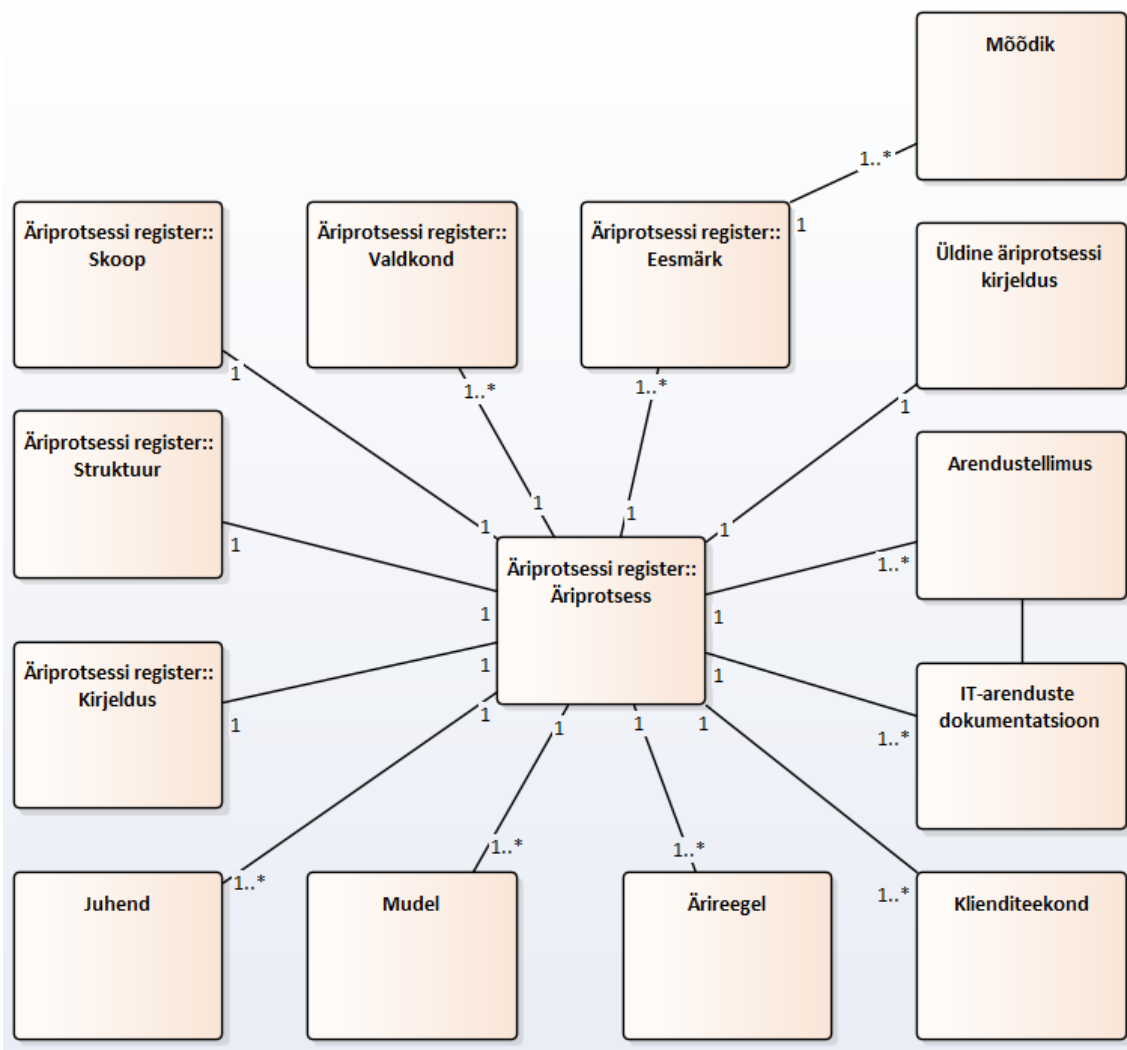 Mõõdik
1..*
1
Äriprotsessi register::
Skoop
1
Äriprotsessi register::
Valdkond
1..*
Äriprotsessi register::
Eesmärk
1..*
Üldine äriprotsessi
kirjeldus
1
Äriprotsessi register::
Struktuur
1
Arendustellimus
1..*
1
1
1
1
Äriprotsessi register::
Äriprotsess
1
1
1
1
1
1
1
1
Äriprotsessi register::
Kirjeldus
1
IT-arenduste
dokumentatsioon
1..*
Juhend
1..*
Mudel
1..*
Ärireegel
1..*
Klienditeekond
1..*